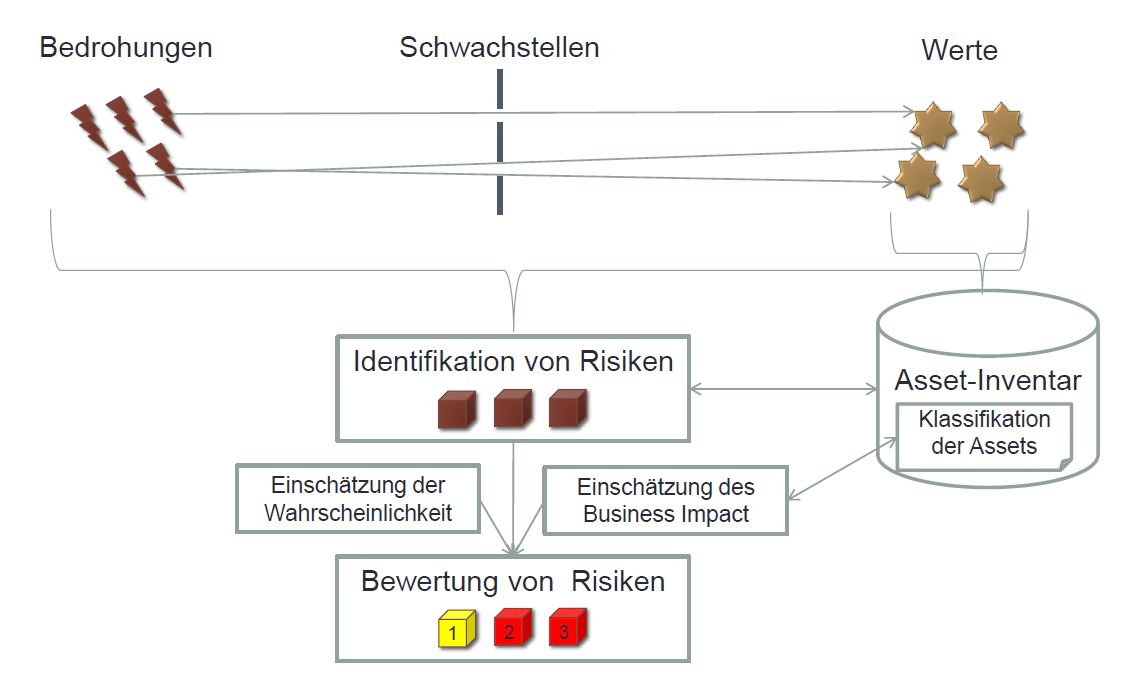 Bedrohungen
Schwachstellen
Werte
Identifikation von Risiken
Asset-Inventar
Klassifikation
der Assets
Einschätzung der
Wahrscheinlichkeit
Einschätzung des
Business Impact
Bewertung von Risiken
1
2
3